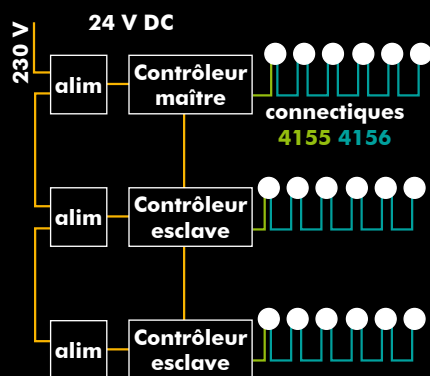 24 V DC
230 V
alim
Contrôleur
maître
connectiques
4155 4156
alim
Contrôleur
esclave
alim
Contrôleur
esclave